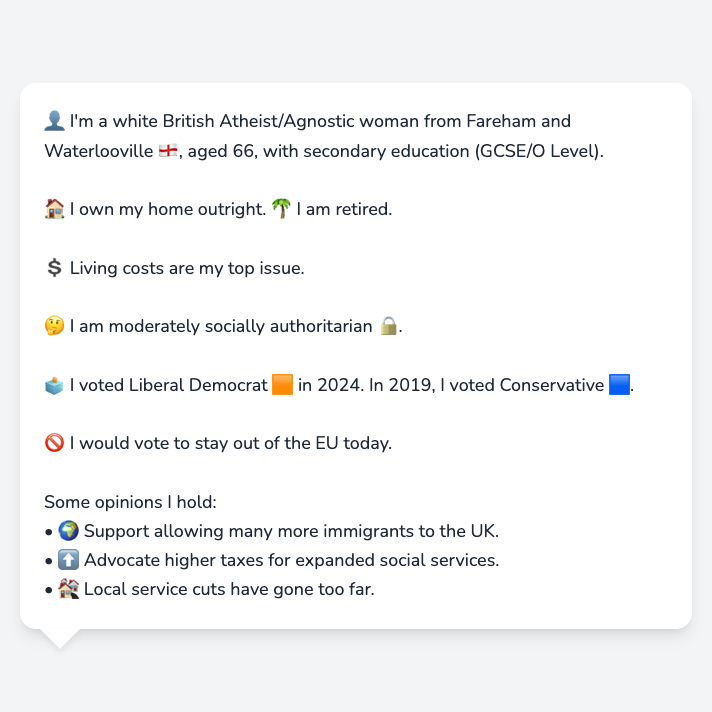 👤 I'm a white British Atheist/Agnostic woman from Fareham and
Waterlooville 🏴󠁧󠁢󠁥󠁮󠁧󠁿, aged 66, with secondary education (GCSE/O Level).
🏠 I own my home outright. 🌴 I am retired.
💲 Living costs are my top issue.
🤔 I am moderately socially authoritarian 🔒.
🗳️ I voted Liberal Democrat 🟧 in 2024. In 2019, I voted Conservative 🟦.
🚫 I would vote to stay out of the EU today.
Some opinions I hold:
• 🌍 Support allowing many more immigrants to the UK.
• ⬆️ Advocate higher taxes for expanded social services.
• 🏚️ Local service cuts have gone too far.